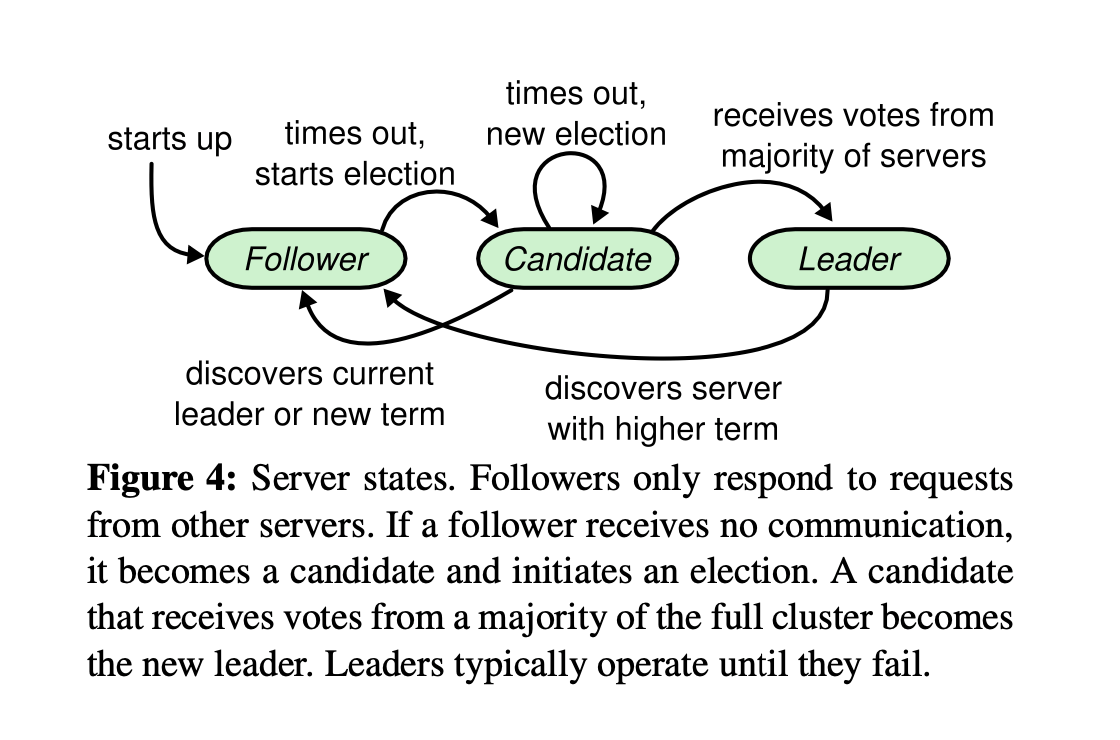 starts up
times out,
starts election
times out,
new election
receives votes from
majority of servers
Follower
Candidate
Leader
discovers current
leader or new term
discovers server
with higher term
Figure 4: Server states. Followers only respond to requests
from other servers. If a follower receives no communication,
it becomes a candidate and initiates an election. A candidate
that receives votes from a majority of the full cluster becomes
the new leader. Leaders typically operate until they fail.